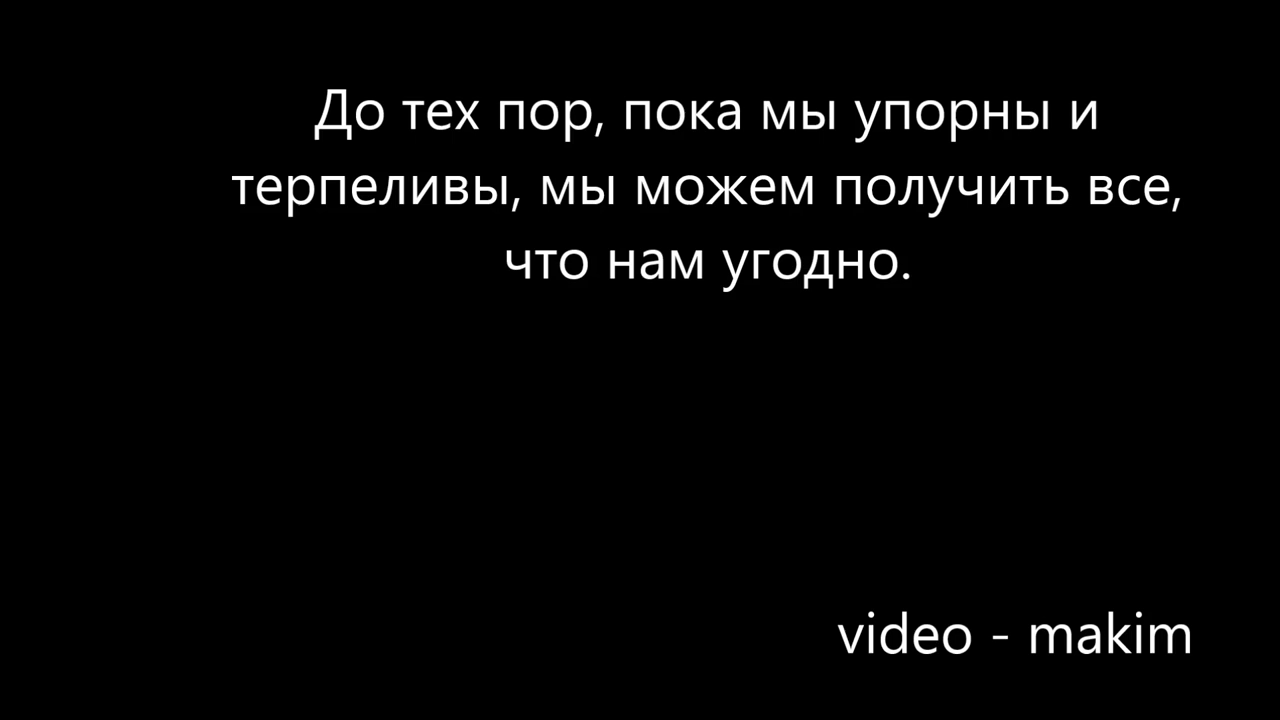 До тех пор, пока мы упорны и
терпеливы, мы можем получить все,
что нам угодно.
video - makim